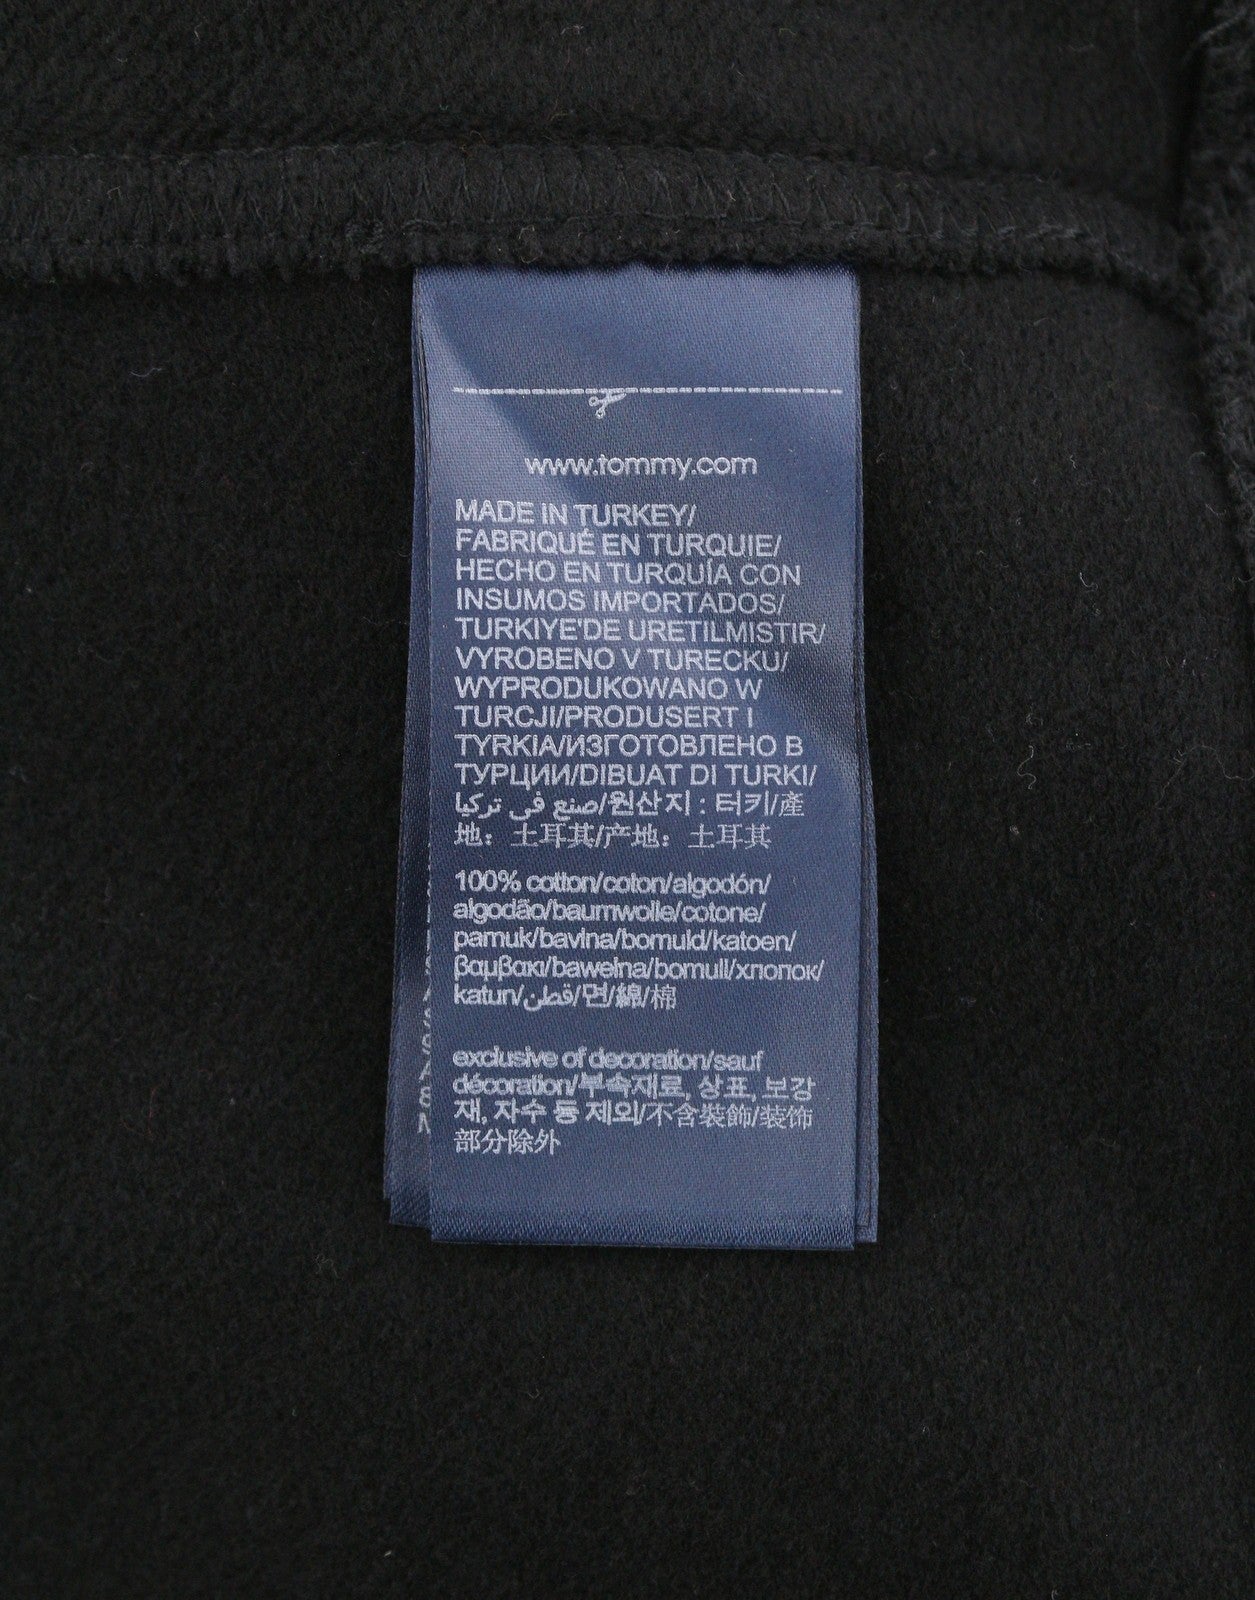 www.tommy.com
MADE IN TURKEY/
FABRIQUÉ EN TURQUIE/
HECHO EN TURQUÍA CON
INSUMOS IMPORTADOS/
TURKIYE'DE URETILMISTIR/
VYROBENO V TURECKU/
WYPRODUKOWANO W
TURCJI/PRODUSERT I
TYRKIA/ИЗГОТОВЛЕНО В
ТУРЦИИ/DIBUAT DI TURKI/
صنع في تركيا/원산지 : 터키/產
地：土耳其/产地：土耳其
100% cotton/coton/algodón/
algodão/baumwolle/cotone/
pamuk/bavlna/bomuld/katoen/
βαμβακι/bawełna/bomull/хлопок/
katun/قطن/면/綿/棉
exclusive of decoration/sauf
décoration/부속재료, 상표, 보강
재, 자수 등 제외/不含裝飾/装饰
部分除外